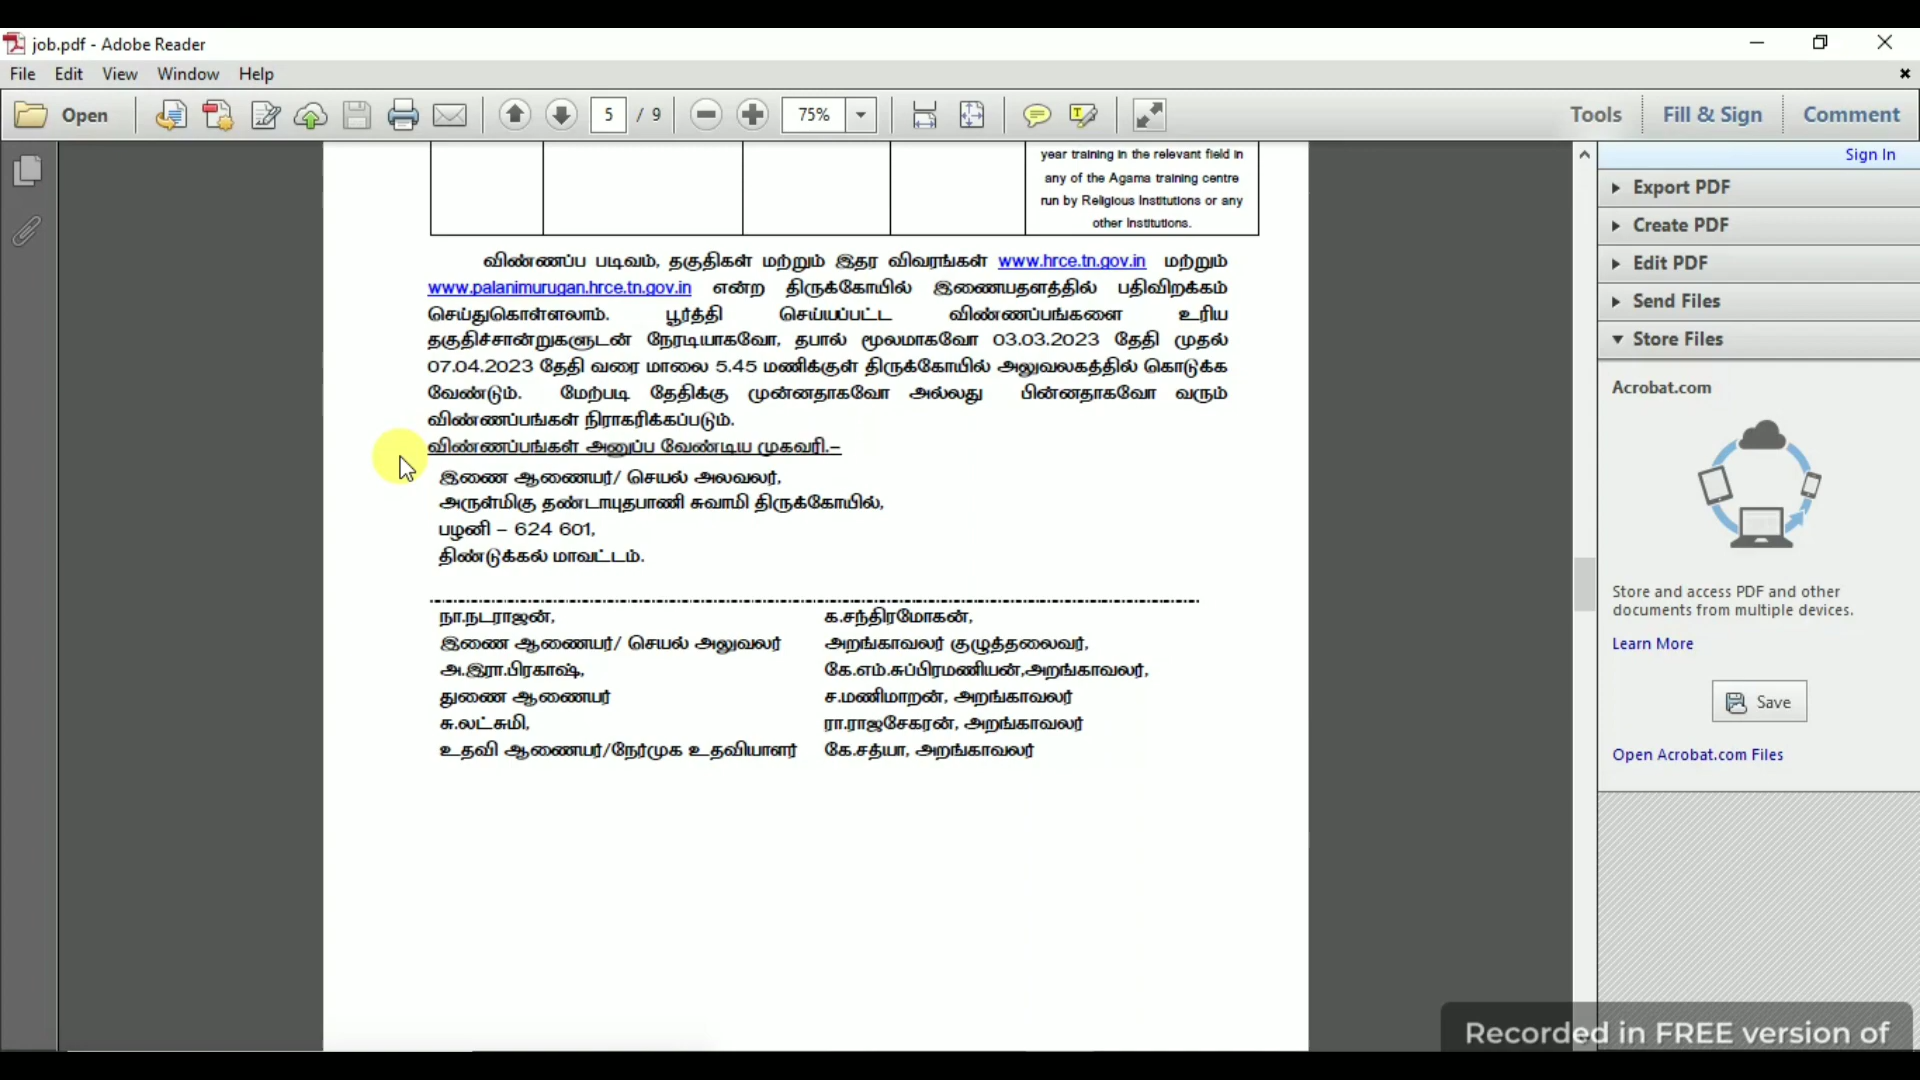 job.pdf - Adobe Reader
File Edit View Window Help
Open 5 / 9 75% Tools Fill & Sign Comment
Sign In
Export PDF
Create PDF
Edit PDF
Send Files
Store Files
Acrobat.com
Store and access PDF and other
documents from multiple devices.
Learn More
Save
Open Acrobat.com Files
year training in the relevant field in
any of the Agama training centre
run by Religious Institutions or any
other Institutions.
விண்ணப்ப படிவம், தகுதிகள் மற்றும் இதர விவரங்கள் www.hrce.tn.gov.in மற்றும்
www.palanimurugan.hrce.tn.gov.in என்ற திருக்கோயில் இணையதளத்தில் பதிவிறக்கம்
செய்துகொள்ளலாம். பூர்த்தி செய்யப்பட்ட விண்ணப்பங்களை உரிய
தகுதிச்சான்றுகளுடன் நேரடியாகவோ, தபால் மூலமாகவோ 03.03.2023 தேதி முதல்
07.04.2023 தேதி வரை மாலை 5.45 மணிக்குள் திருக்கோயில் அலுவலகத்தில் கொடுக்க
வேண்டும். மேற்படி தேதிக்கு முன்னதாகவோ அல்லது பின்னதாகவோ வரும்
விண்ணப்பங்கள் நிராகரிக்கப்படும்.
விண்ணப்பங்கள் அனுப்ப வேண்டிய முகவரி.–
இணை ஆணையர்/ செயல் அலவலர்,
அருள்மிகு தண்டாயுதபாணி சுவாமி திருக்கோயில்,
பழனி – 624 601,
திண்டுக்கல் மாவட்டம்.
நா.நடராஜன், க.சந்திரமோகன்,
இணை ஆணையர்/ செயல் அலுவலர் அறங்காவலர் குழுத்தலைவர்,
அ.இரா.பிரகாஷ், கே.எம்.சுப்பிரமணியன்,அறங்காவலர்,
துணை ஆணையர் ச.மணிமாறன், அறங்காவலர்
சு.லட்சுமி, ரா.ராஜசேகரன், அறங்காவலர்
உதவி ஆணையர்/நேர்முக உதவியாளர் கே.சத்யா, அறங்காவலர்
Recorded in FREE version of